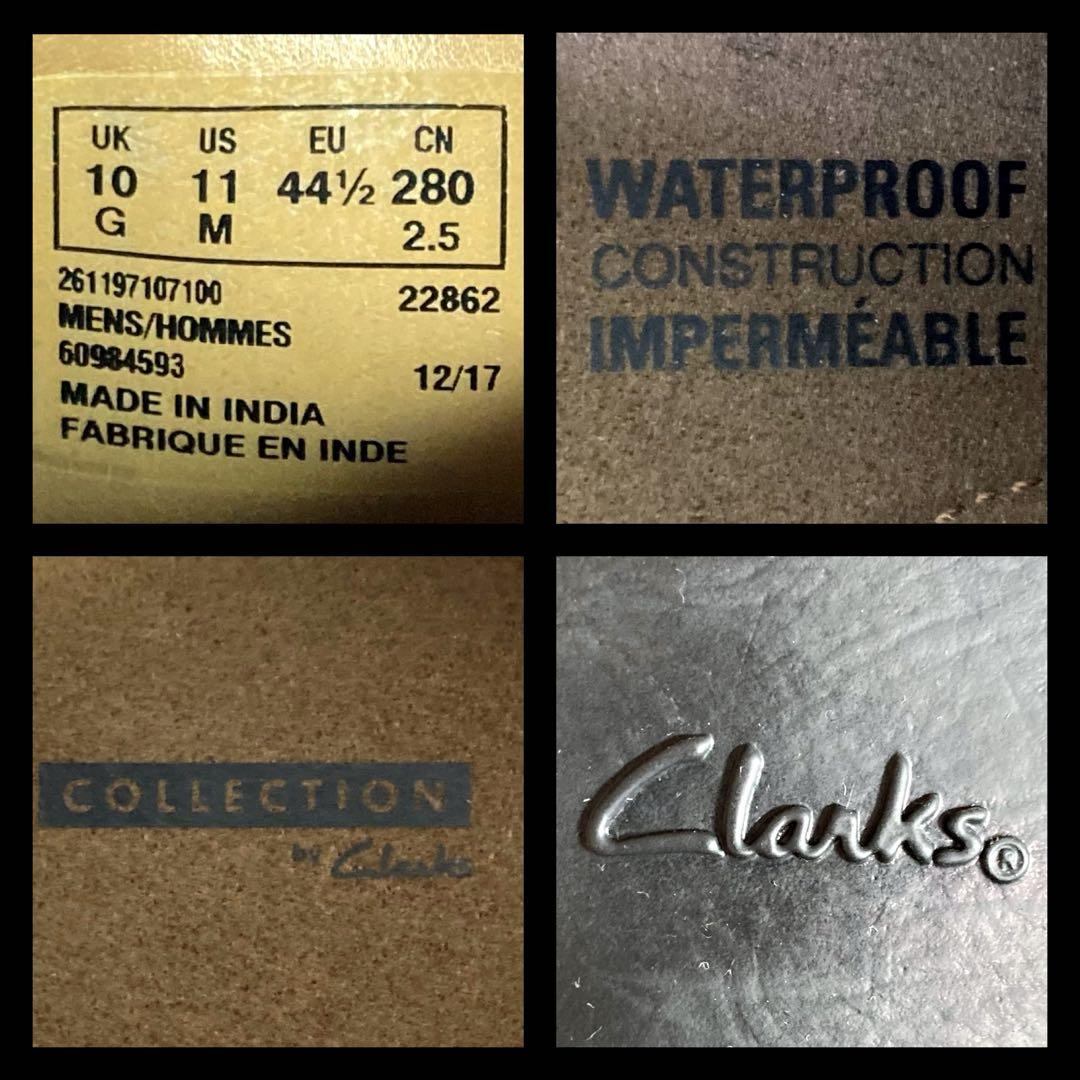 UK US EU CN
10 11 44½ 280
G M 2.5
261197107100 22862
MENS/HOMMES
60984593 12/17
MADE IN INDIA
FABRIQUE EN INDE
WATERPROOF
CONSTRUCTION
IMPERMÉABLE
COLLECTION
by Clarks
Clarks®